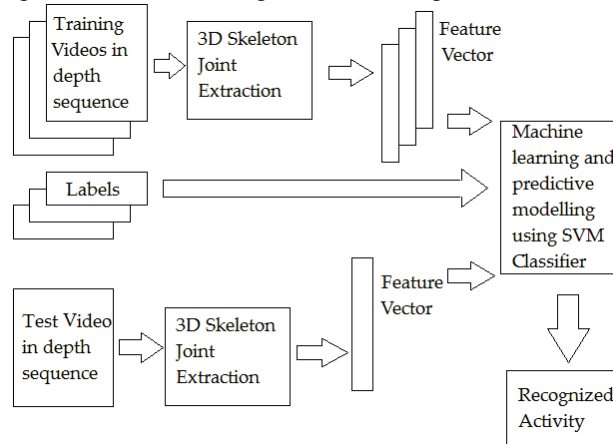 Training
Videos in
depth
sequence
3D Skeleton
Joint
Extraction
Feature
Vector
Labels
Machine
learning and
predictive
modelling
using SVM
Classifier
Test Video
in depth
sequence
3D Skeleton
Joint
Extraction
Feature
Vector
Recognized
Activity